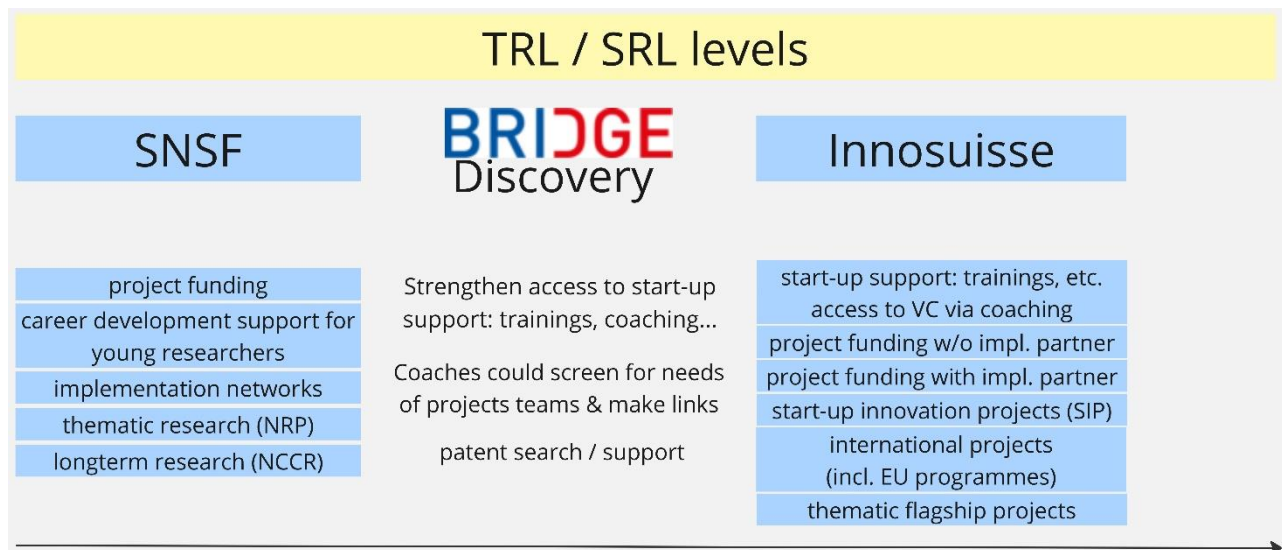 TRL / SRL levels
SNSF
project funding
career development support for
young researchers
implementation networks
thematic research (NRP)
longterm research (NCCR)
BRIDGE
Discovery
Strengthen access to start-up
support: trainings, coaching...
Coaches could screen for needs
of projects teams & make links
patent search / support
Innosuisse
start-up support: trainings, etc.
access to VC via coaching
project funding w/o impl. partner
project funding with impl. partner
start-up innovation projects (SIP)
international projects
(incl. EU programmes)
thematic flagship projects